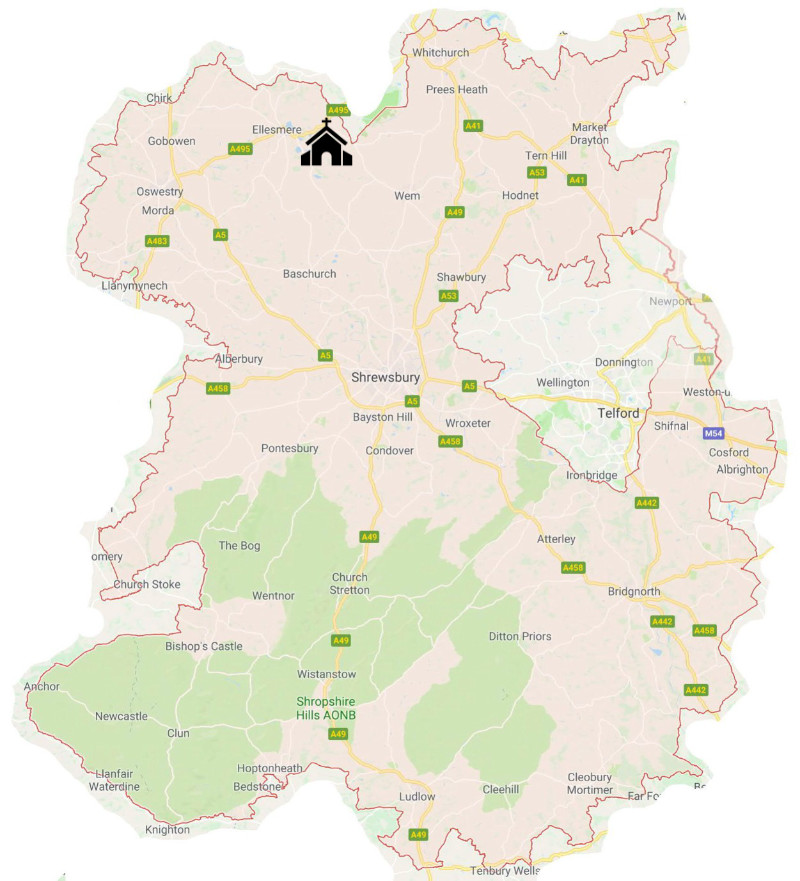 M
Whitchurch
Prees Heath
Chirk
A495
Ellesmere
A41
Market
Drayton
Gobowen
A495
Tern Hill
A53
A41
Oswestry
Wem
Hodnet
Morda
A49
A5
A483
Baschurch
Shawbury
Llanymynech
A53
Newport
Alberbury
A5
Donnington
A41
Shrewsbury
Wellington
A458
A5
Weston-u
A5
Telford
Bayston Hill
Wroxeter
Shifnal
M54
A458
Pontesbury
Condover
Cosford
Albrighton
Ironbridge
A442
A49
Atterley
The Bog
omery
A458
Church
Stretton
Church Stoke
Wentnor
Bridgnorth
A442
A458
Ditton Priors
A49
Bishop's Castle
Wistanstow
Anchor
A442
Shropshire
Hills AONB
Newcastle
Clun
A49
Hoptonheath
Llanfair
Waterdine
Bedstone
Cleobury
Mortimer
Cleehill
Ludlow
Far Fo
Knighton
A49
Tenbury Wells